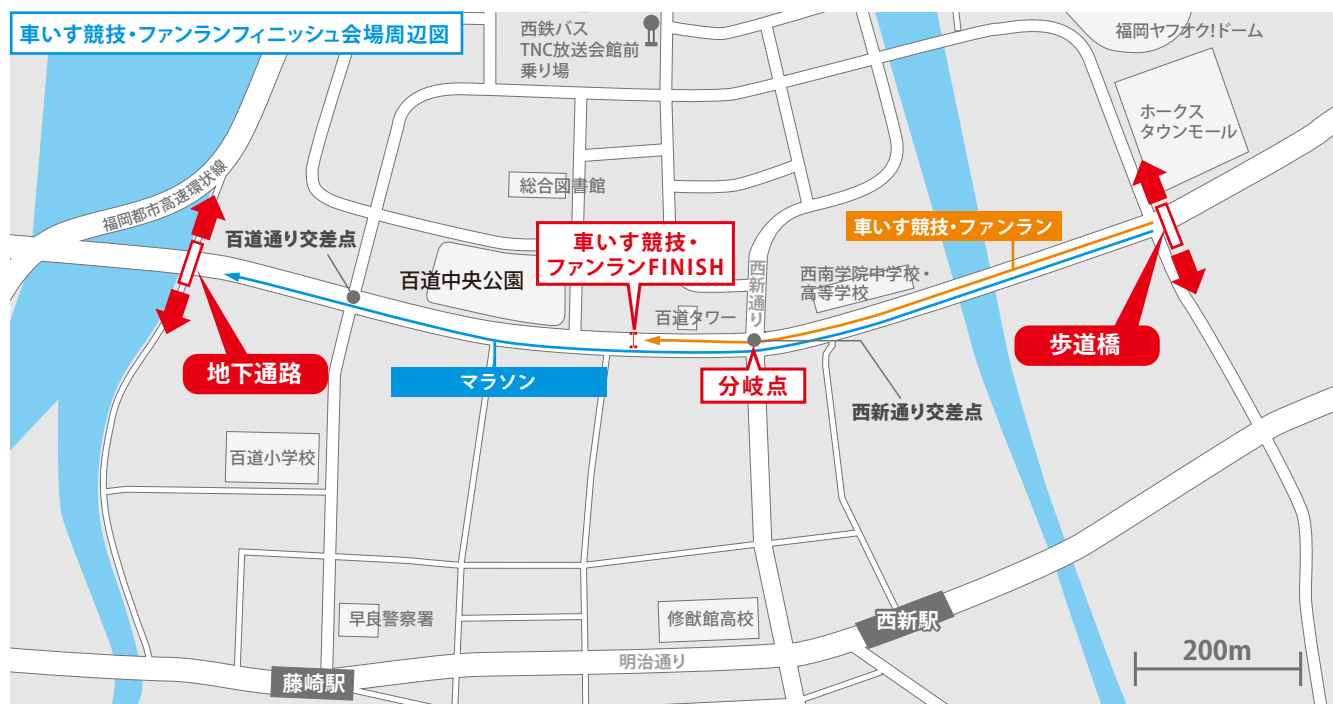 車いす競技・ファンランフィニッシュ会場周辺図
西鉄バス
TNC放送会館前
乗り場
福岡ヤフオク!ドーム
ホークス
タウンモール
福岡都市高速環状線
総合図書館
百道通り交差点
百道中央公園
車いす競技・
ファンランFINISH
車いす競技・ファンラン
西新通り
西南学院中学校・
高等学校
百道タワー
歩道橋
地下通路
マラソン
分岐点
西新通り交差点
百道小学校
早良警察署
修猷館高校
西新駅
明治通り
藤崎駅
200m